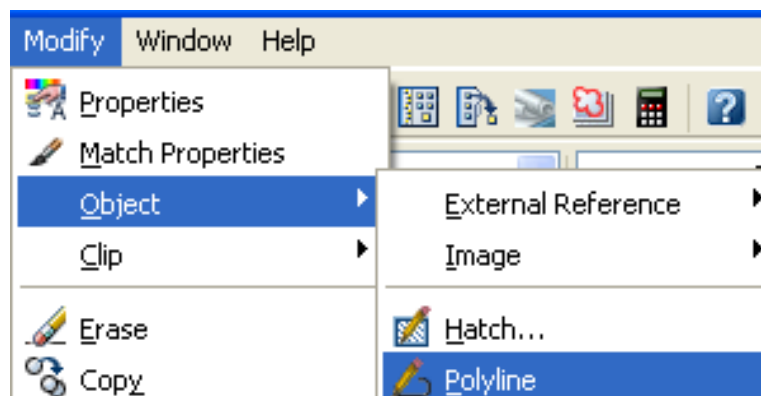 Modify Window Help
Properties
Match Properties
Object
Clip
Erase
Copy
External Reference
Image
Hatch...
Polyline